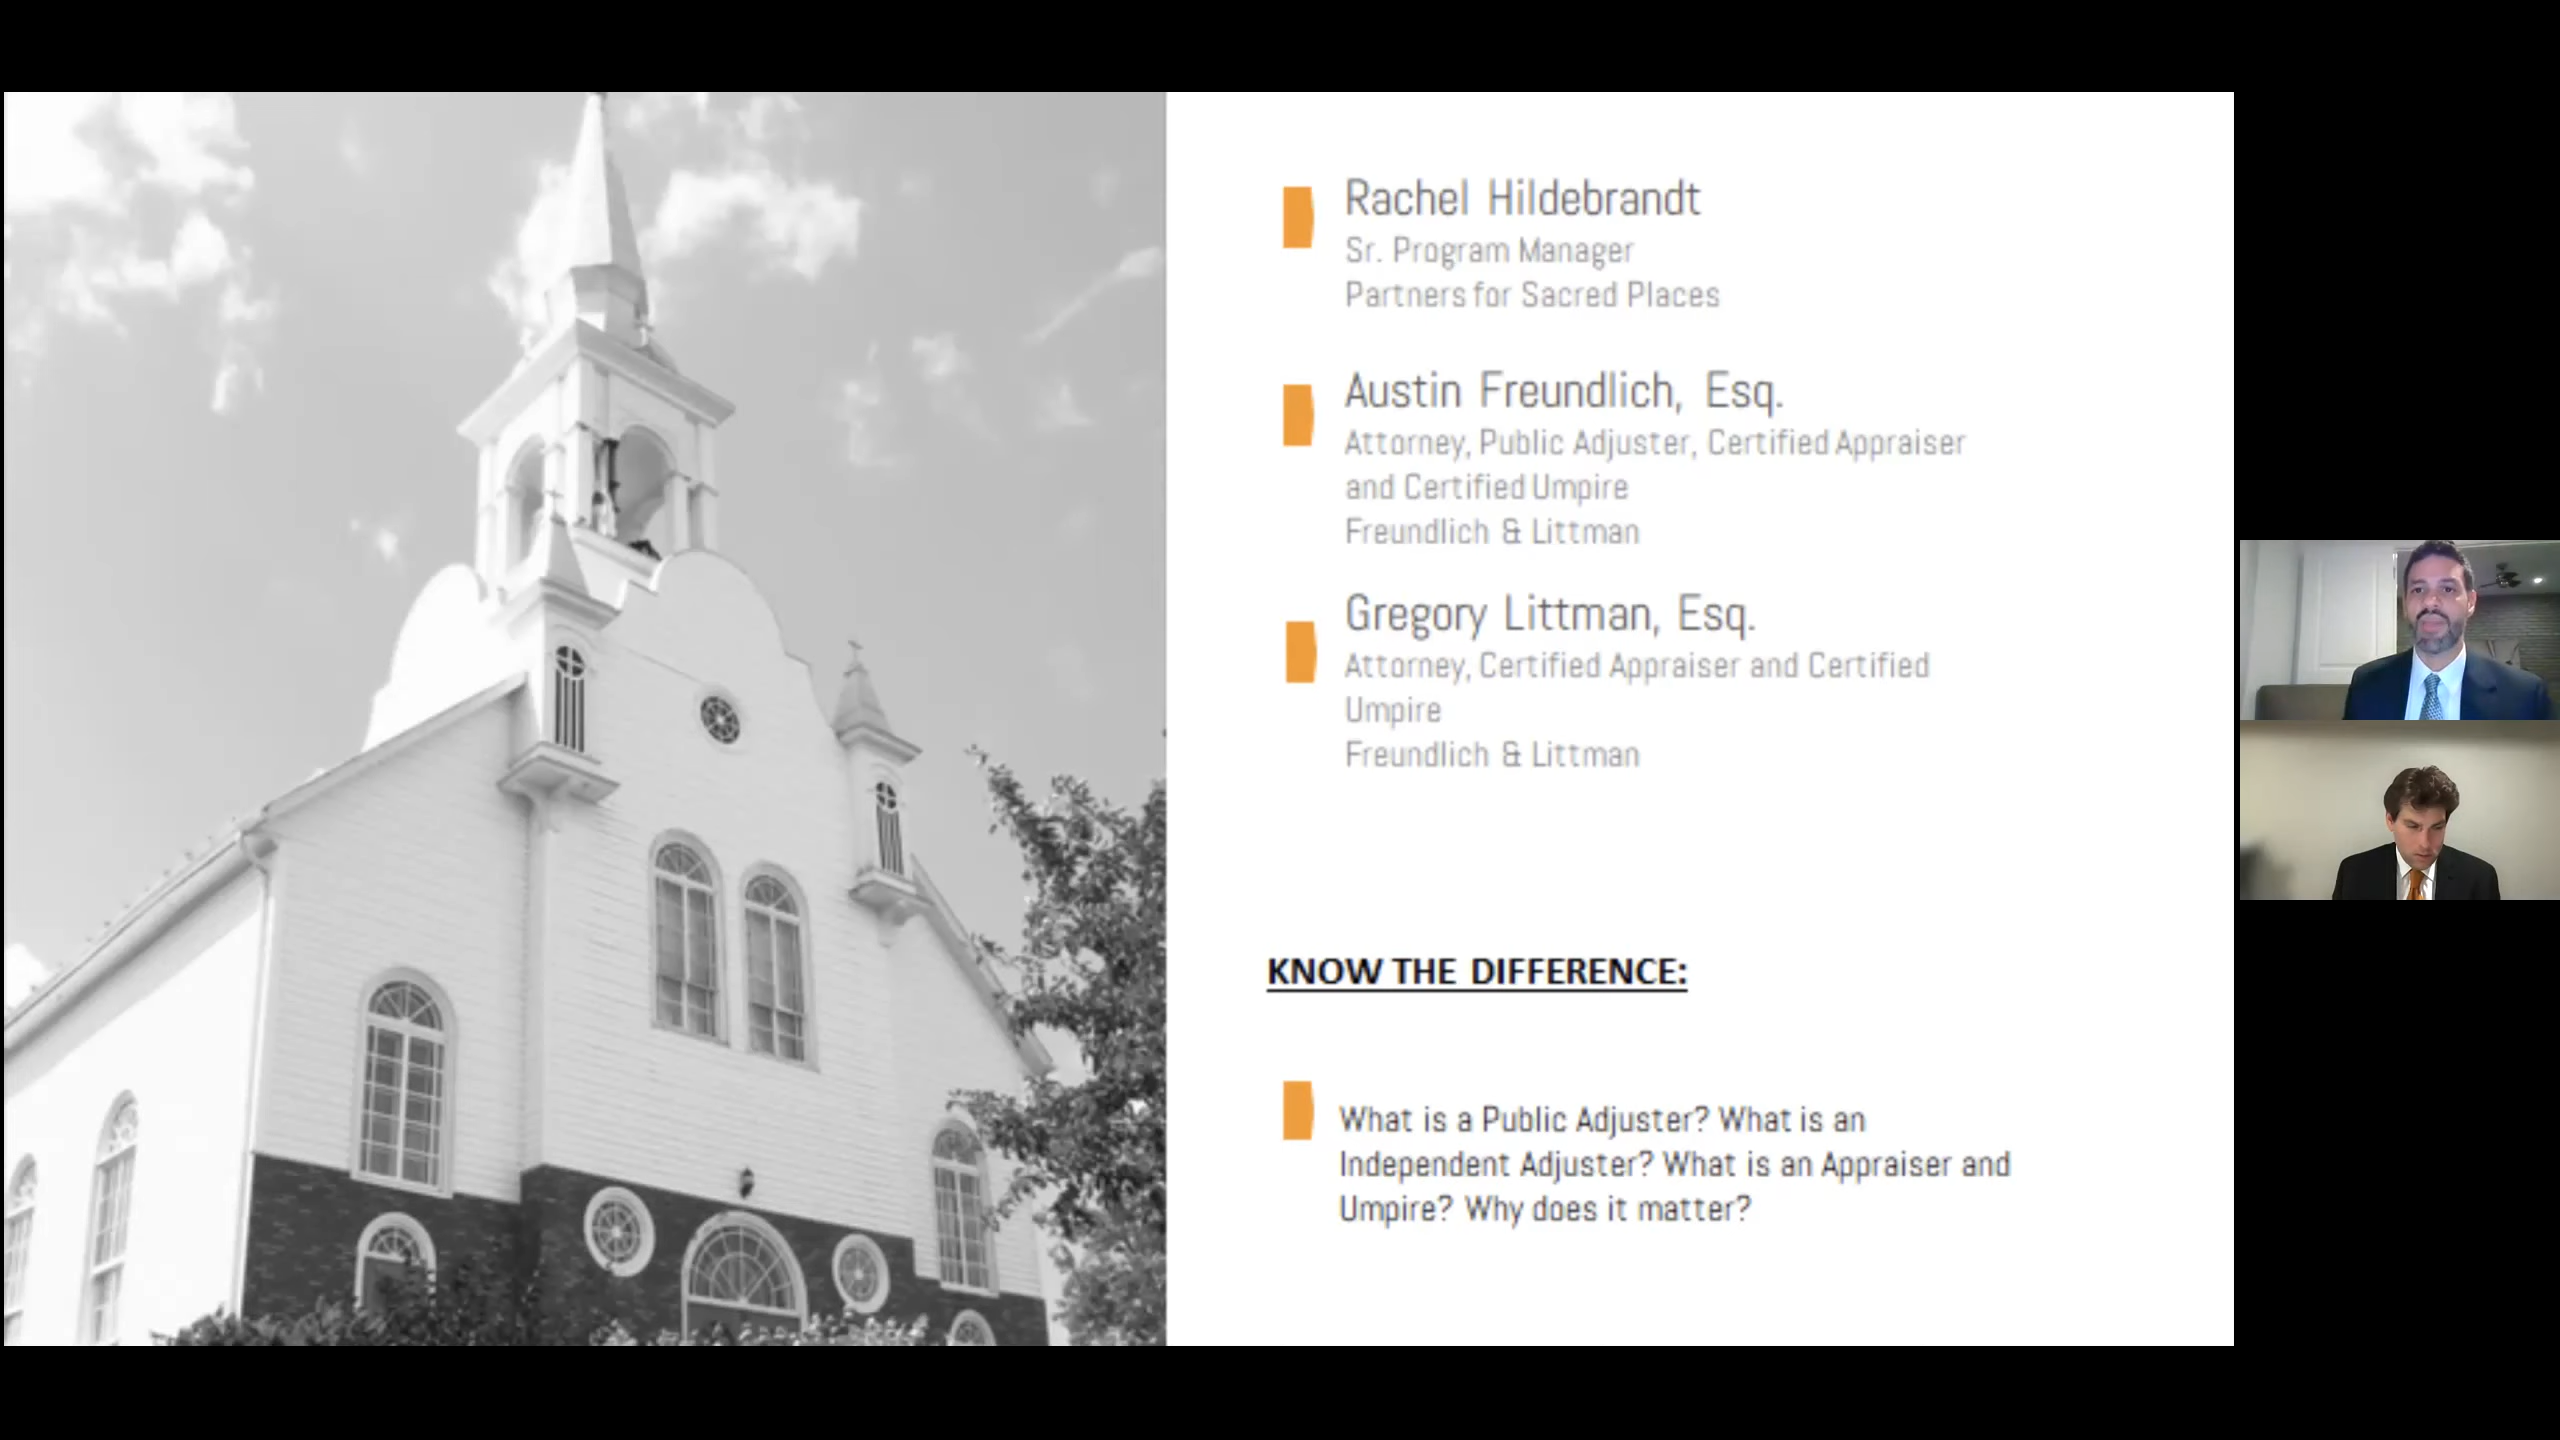 Rachel Hildebrandt
Sr. Program Manager
Partners for Sacred Places
Austin Freundlich, Esq.
Attorney, Public Adjuster, Certified Appraiser
and Certified Umpire
Freundlich & Littman
Gregory Littman, Esq.
Attorney, Certified Appraiser and Certified
Umpire
Freundlich & Littman
KNOW THE DIFFERENCE:
What is a Public Adjuster? What is an
Independent Adjuster? What is an Appraiser and
Umpire? Why does it matter?